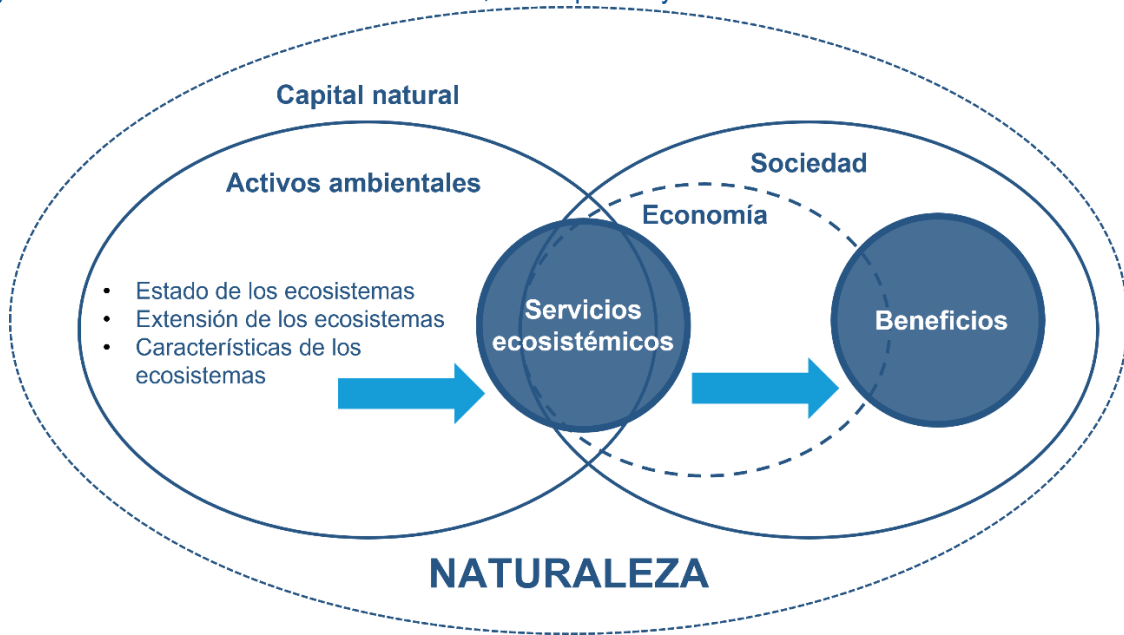 Capital natural
Activos ambientales
Sociedad
Economía
• Estado de los ecosistemas
• Extensión de los ecosistemas
• Características de los
ecosistemas
Servicios
ecosistémicos
Beneficios
NATURALEZA